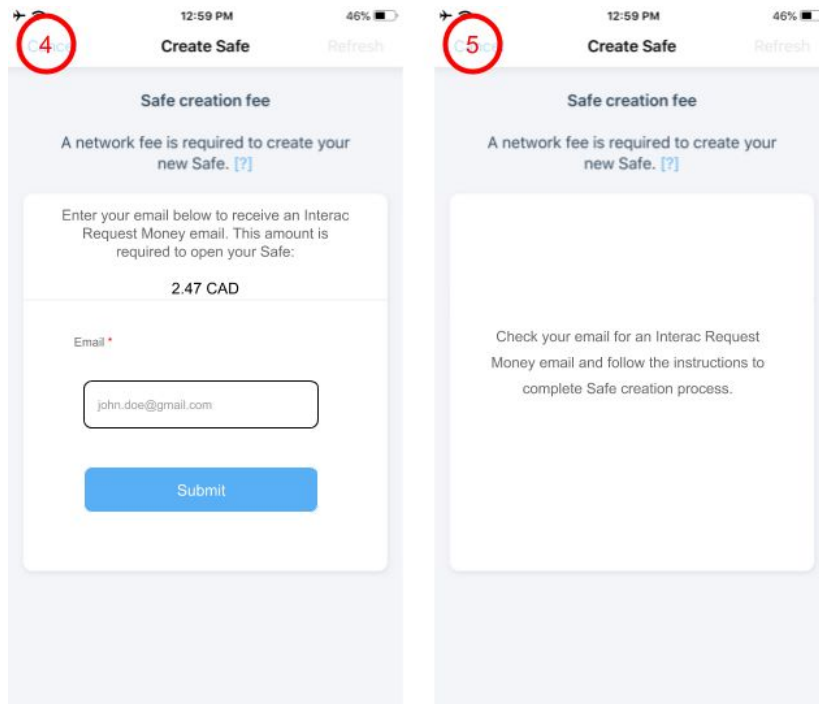 12:59 PM
46%
4
Cancel
Create Safe
Refresh
Safe creation fee
A network fee is required to create your
new Safe. [?]
Enter your email below to receive an Interac
Request Money email. This amount is
required to open your Safe:
2.47 CAD
Email *
john.doe@gmail.com
Submit
12:59 PM
46%
5
Cancel
Create Safe
Refresh
Safe creation fee
A network fee is required to create your
new Safe. [?]
Check your email for an Interac Request
Money email and follow the instructions to
complete Safe creation process.